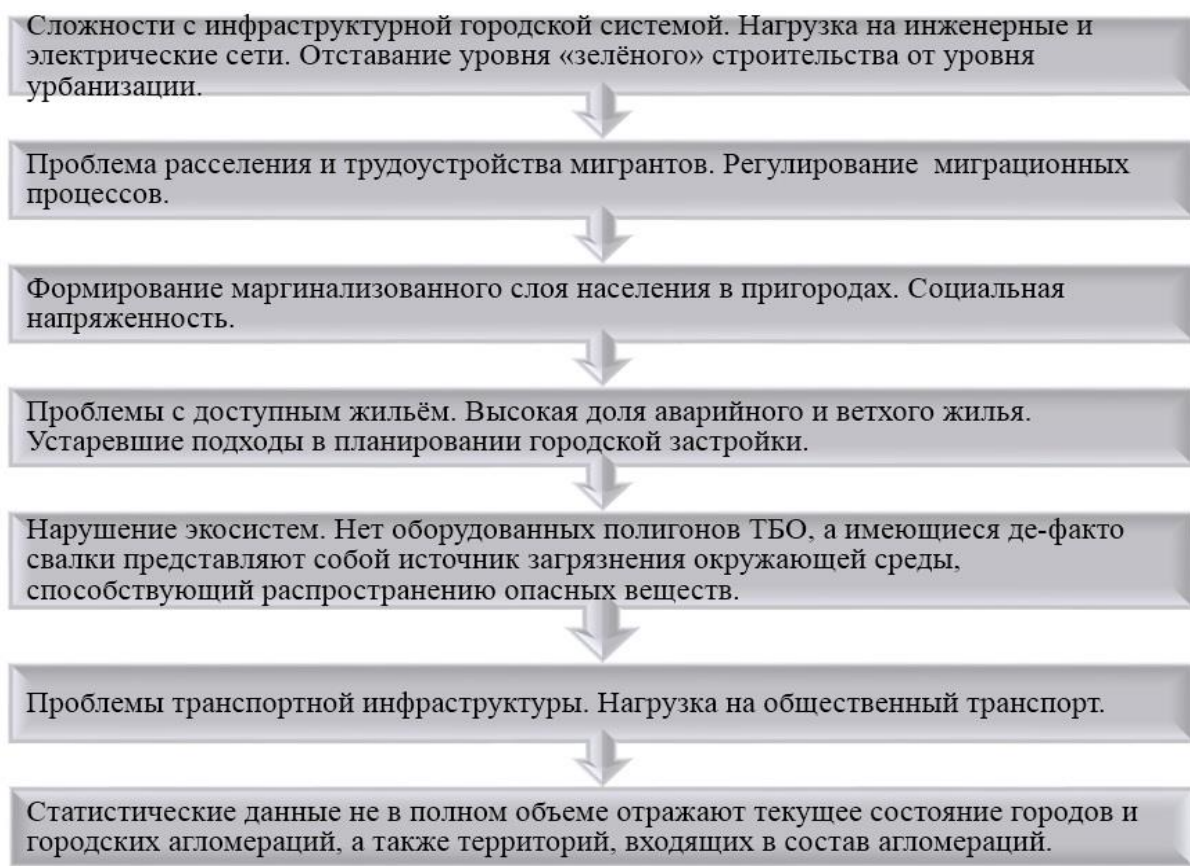 Сложности с инфраструктурной городской системой. Нагрузка на инженерные и
электрические сети. Отставание уровня «зелёного» строительства от уровня
урбанизации.
Проблема расселения и трудоустройства мигрантов. Регулирование миграционных
процессов.
Формирование маргинализованного слоя населения в пригородах. Социальная
напряженность.
Проблемы с доступным жильём. Высокая доля аварийного и ветхого жилья.
Устаревшие подходы в планировании городской застройки.
Нарушение экосистем. Нет оборудованных полигонов ТБО, а имеющиеся де-факто
свалки представляют собой источник загрязнения окружающей среды,
способствующий распространению опасных веществ.
Проблемы транспортной инфраструктуры. Нагрузка на общественный транспорт.
Статистические данные не в полном объеме отражают текущее состояние городов и
городских агломераций, а также территорий, входящих в состав агломераций.